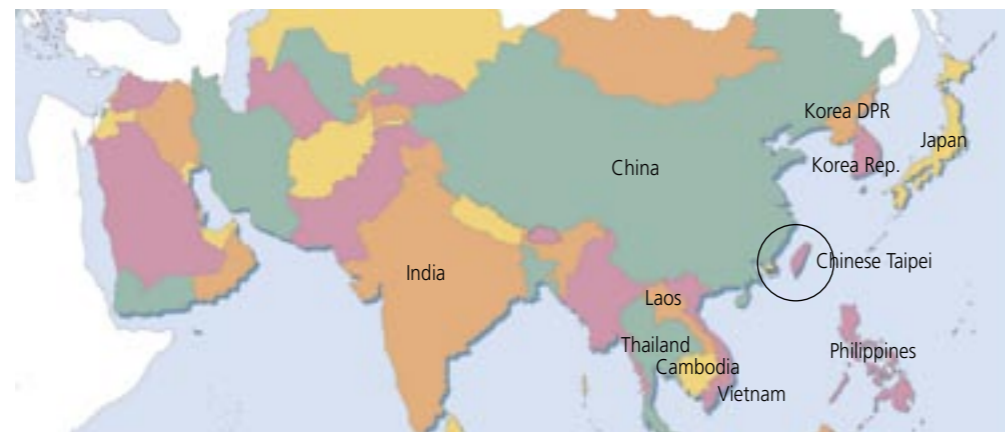 Korea DPR
Japan
China
Korea Rep.
Chinese Taipei
India
Laos
Thailand
Philippines
Cambodia
Vietnam